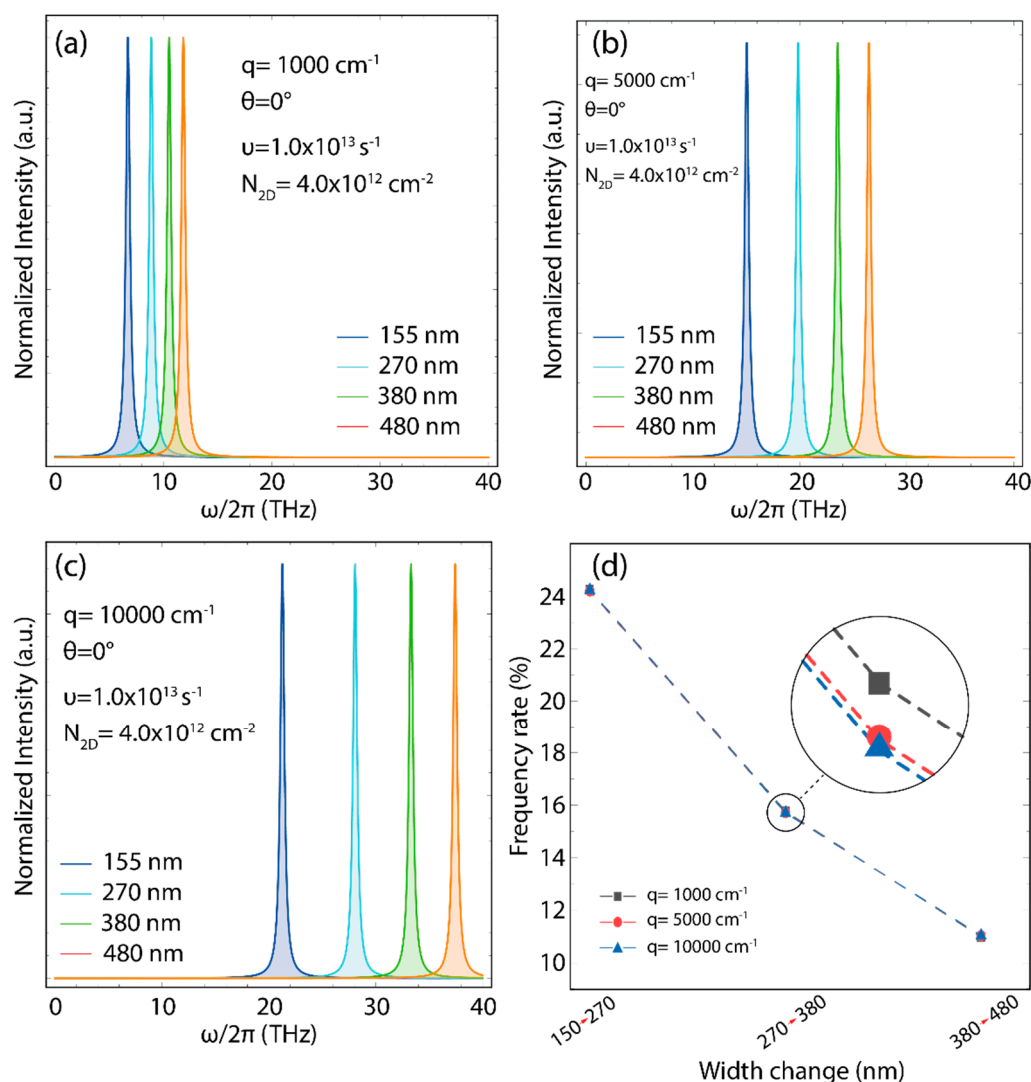 (a)
q= 1000 cm⁻¹
θ=0°
υ=1.0x10¹³ s⁻¹
N₂D= 4.0x10¹² cm⁻²
155 nm
270 nm
380 nm
480 nm
Normalized Intensity (a.u.)
0 10 20 30 40
ω/2π (THz)
(b)
q= 5000 cm⁻¹
θ=0°
υ=1.0x10¹³ s⁻¹
N₂D= 4.0x10¹² cm⁻²
155 nm
270 nm
380 nm
480 nm
Normalized Intensity (a.u.)
0 12 20 30 40
ω/2π (THz)
(c)
q= 10000 cm⁻¹
θ=0°
υ=1.0x10¹³ s⁻¹
N₂D= 4.0x10¹² cm⁻²
155 nm
270 nm
380 nm
480 nm
Normalized Intensity (a.u.)
0 20 30 40
ω/2π (THz)
(d)
24
22
20
18
16
14
12
10
Frequency rate (%)
q= 1000 cm⁻¹
q= 5000 cm⁻¹
q= 10000 cm⁻¹
150 270
270 380
380 480
Width change (nm)